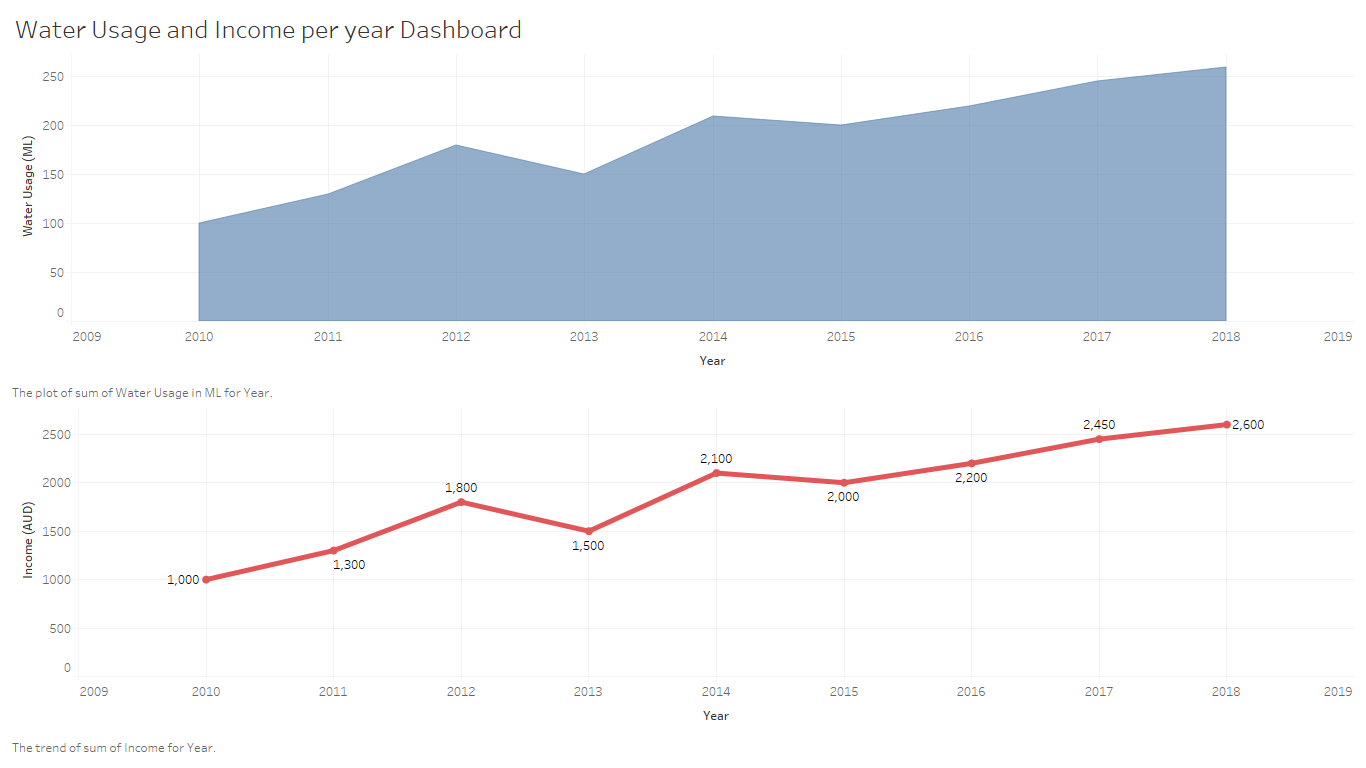 Water Usage and Income per year Dashboard
250
200
150
100
50
0
Water Usage (ML)
2009 2010 2011 2012 2013 2014 2015 2016 2017 2018 2019
Year
The plot of sum of Water Usage in ML for Year.
2500
2000
1500
1000
500
0
Income (AUD)
1,000
1,300
1,800
1,500
2,100
2,000
2,200
2,450
2,600
2009 2010 2011 2012 2013 2014 2015 2016 2017 2018 2019
Year
The trend of sum of Income for Year.